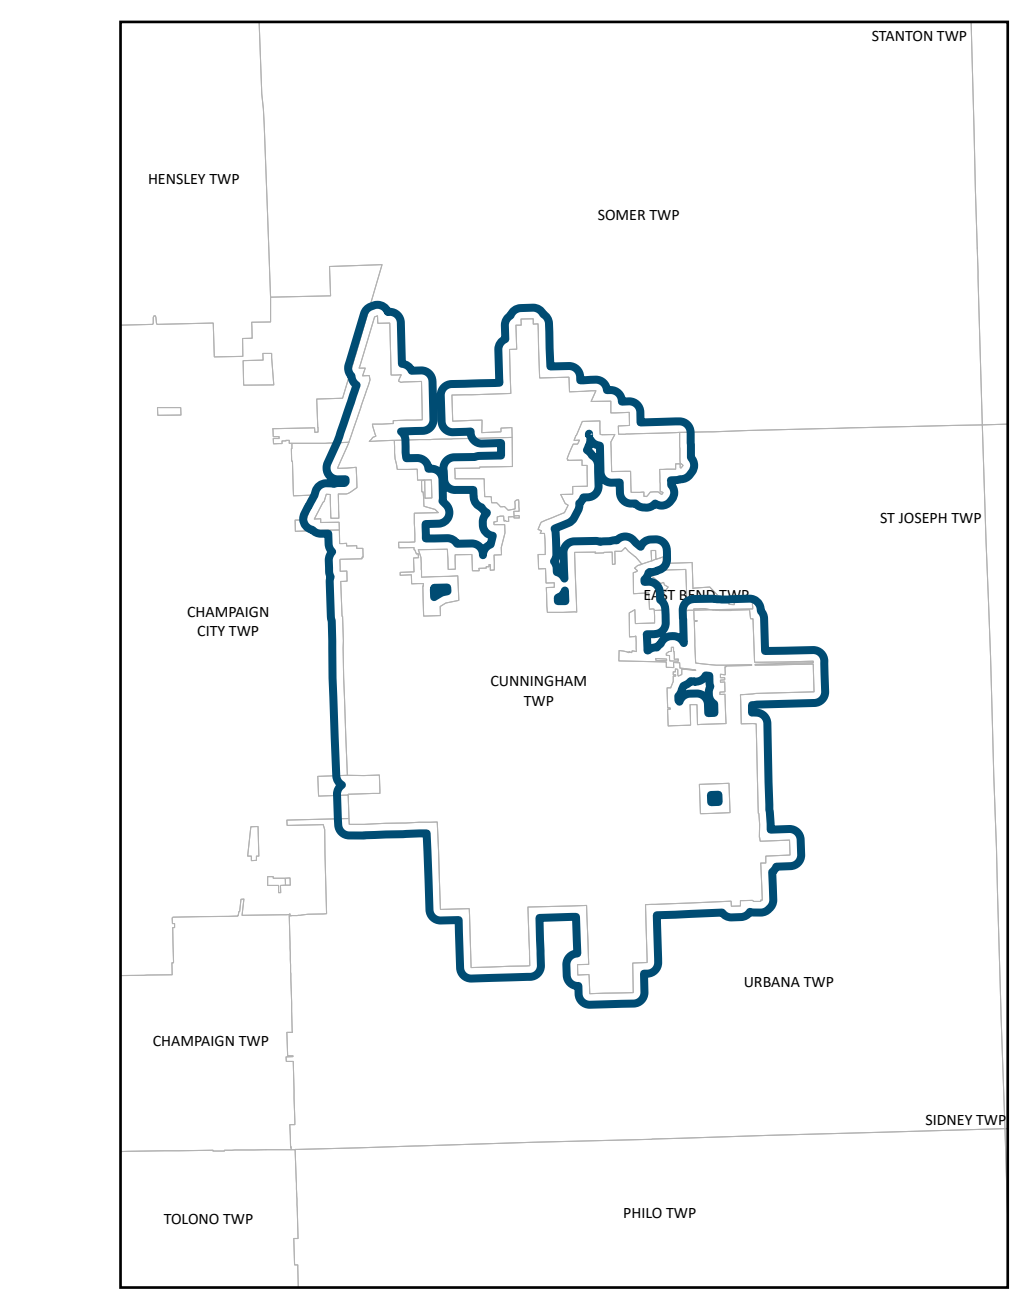 STANTON TWP
HENSLEY TWP
SOMER TWP
ST JOSEPH TWP
EAST BEND TWP
CHAMPAIGN
CITY TWP
CUNNINGHAM
TWP
URBANA TWP
CHAMPAIGN TWP
SIDNEY TWP
PHILO TWP
TOLONO TWP